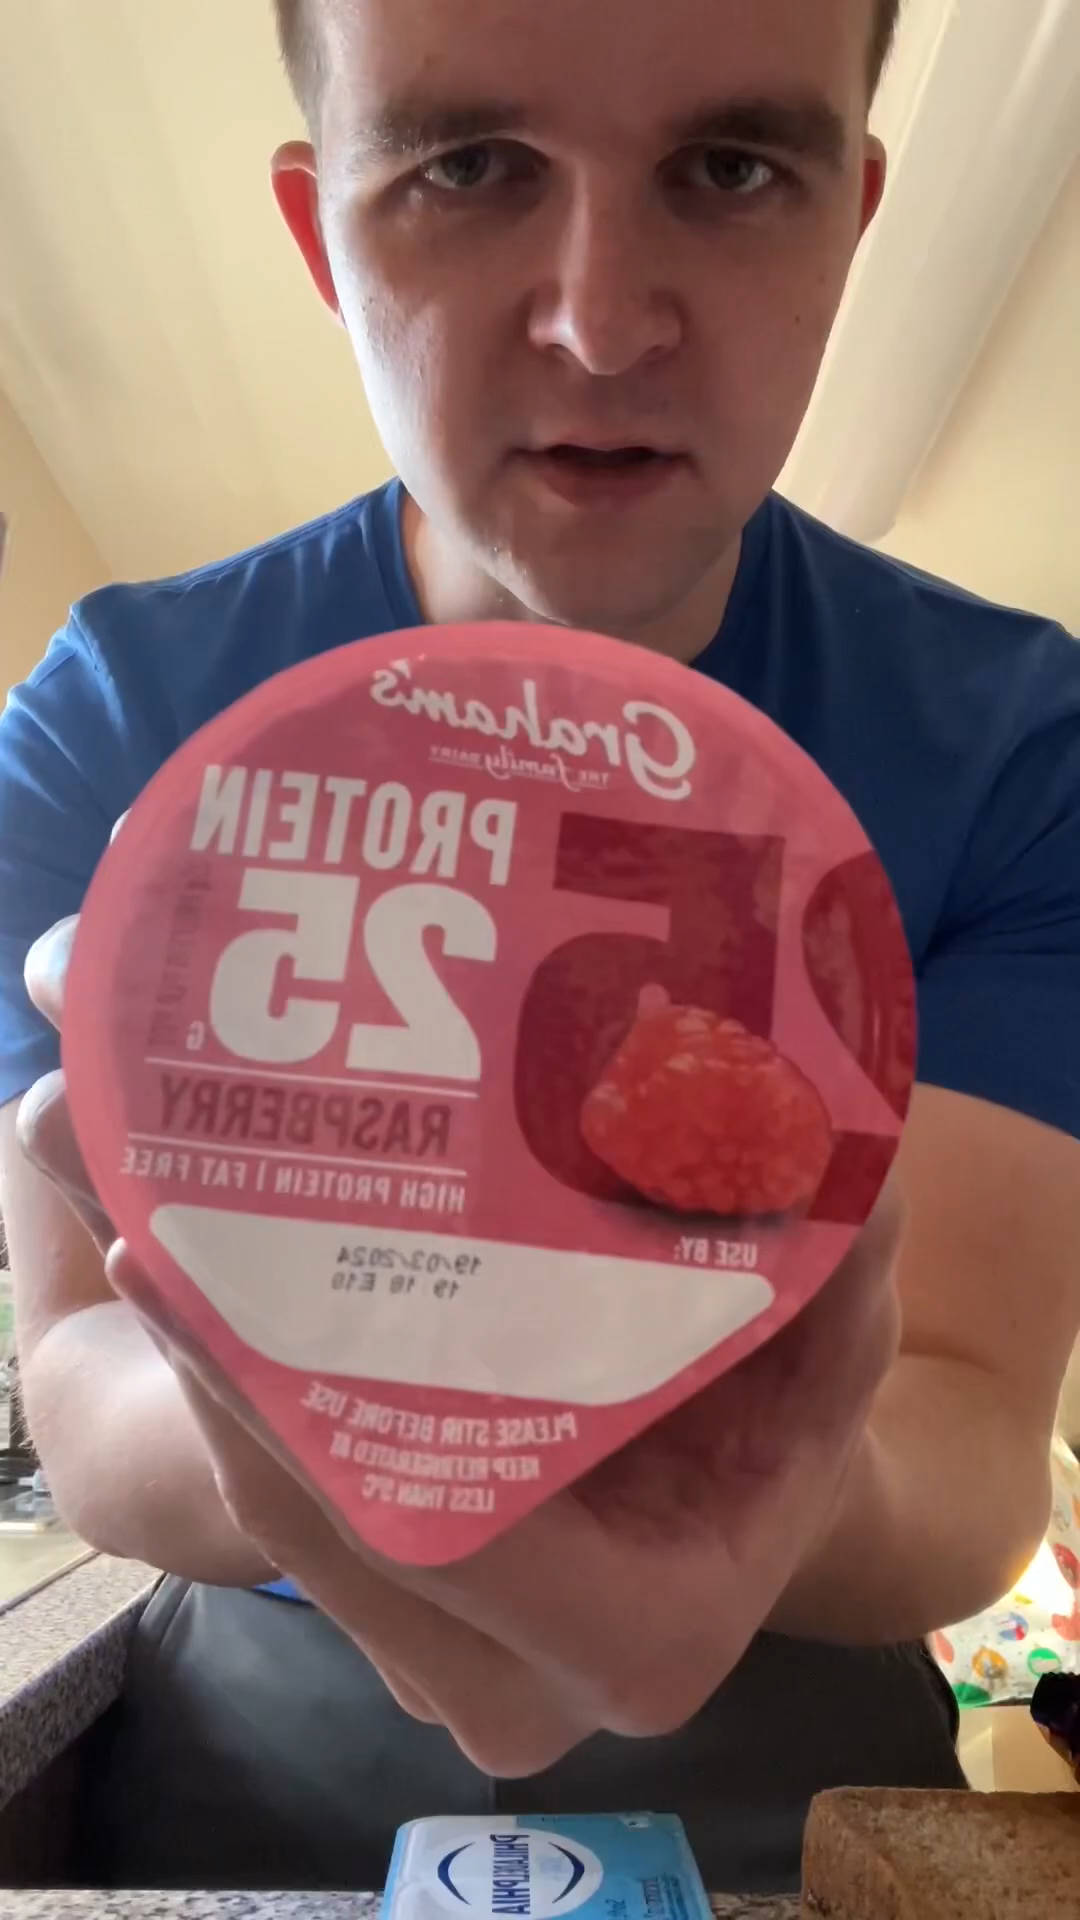 Graham's
THE family DAIRY
PROTEIN
25G
RASPBERRY
HIGH PROTEIN | FAT FREE
USE BY:
19/03/2024
PLEASE STIR BEFORE USE
KEEP REFRIGERATED AT
LESS THAN 5°C
PHILADELPHIA